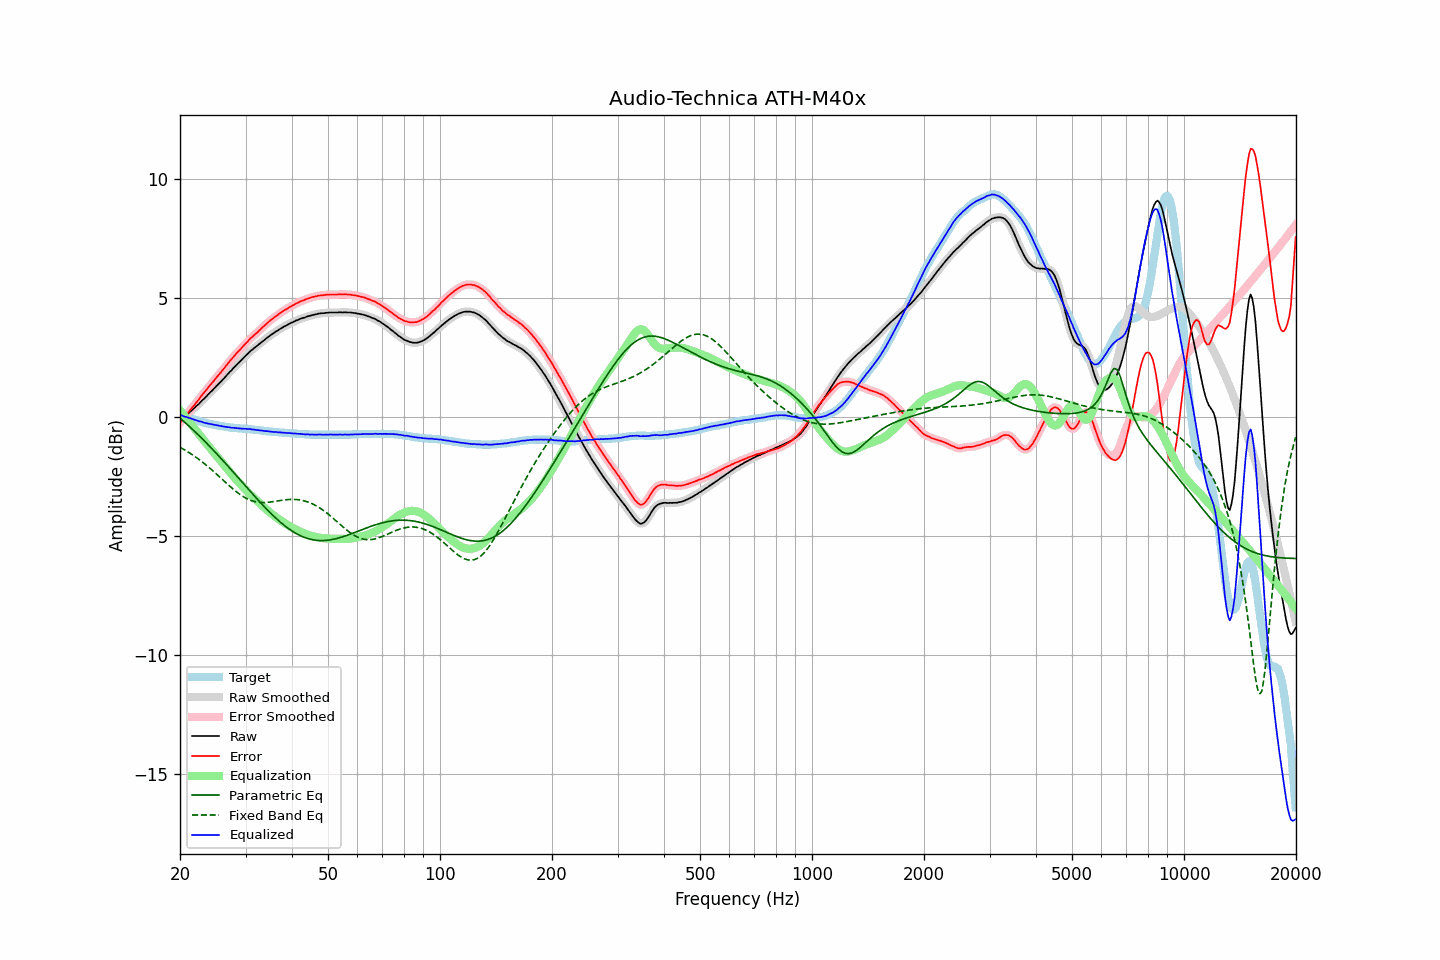 Audio-Technica ATH-M40x
Amplitude (dBr)
10
5
0
−5
−10
−15
Target
Raw Smoothed
Error Smoothed
Raw
Error
Equalization
Parametric Eq
Fixed Band Eq
Equalized
20 50 100 200 500 1000 2000 5000 10000 20000
Frequency (Hz)